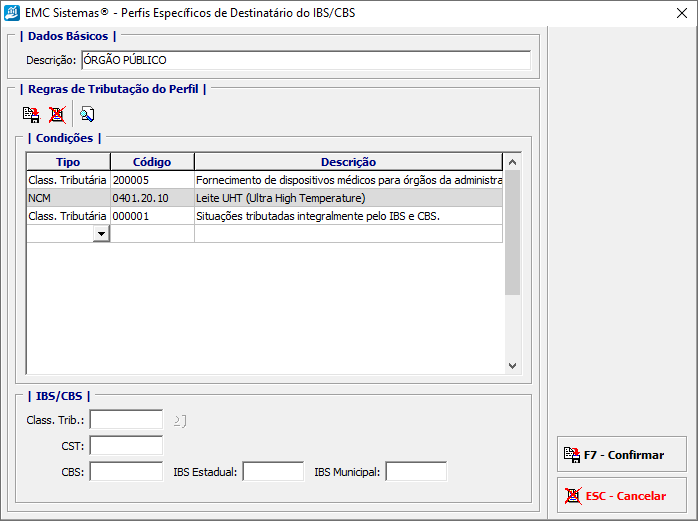 EMC Sistemas® - Perfis Específicos de Destinatário do IBS/CBS
| Dados Básicos |
Descrição: ÓRGÃO PÚBLICO
| Regras de Tributação do Perfil |
| Condições |
Tipo Código Descrição
Class. Tributária 200005 Fornecimento de dispositivos médicos para órgãos da administra
NCM 0401.20.10 Leite UHT (Ultra High Temperature)
Class. Tributária 000001 Situações tributadas integralmente pelo IBS e CBS.
| IBS/CBS |
Class. Trib.:
CST:
CBS: IBS Estadual: IBS Municipal:
F7 - Confirmar
ESC - Cancelar